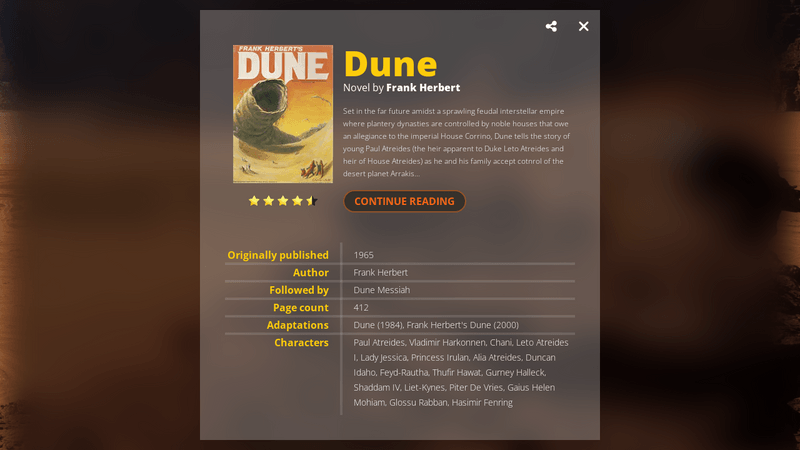 FRANK HERBERT'S
DUNE
Dune
Novel by Frank Herbert
Set in the far future amidst a sprawling feudal interstellar empire
where plantery dynasties are controlled by noble houses that owe
an allegiance to the imperial House Corrino, Dune tells the story of
young Paul Atreides (the heir apparent to Duke Leto Atreides and
heir of House Atreides) as he and his family accept cotnrol of the
desert planet Arrakis...
CONTINUE READING
Originally published 1965
Author Frank Herbert
Followed by Dune Messiah
Page count 412
Adaptations Dune (1984), Frank Herbert's Dune (2000)
Characters Paul Atreides, Vladimir Harkonnen, Chani, Leto Atreides
I, Lady Jessica, Princess Irulan, Alia Atreides, Duncan
Idaho, Feyd-Rautha, Thufir Hawat, Gurney Halleck,
Shaddam IV, Liet-Kynes, Piter De Vries, Gaius Helen
Mohiam, Glossu Rabban, Hasimir Fenring